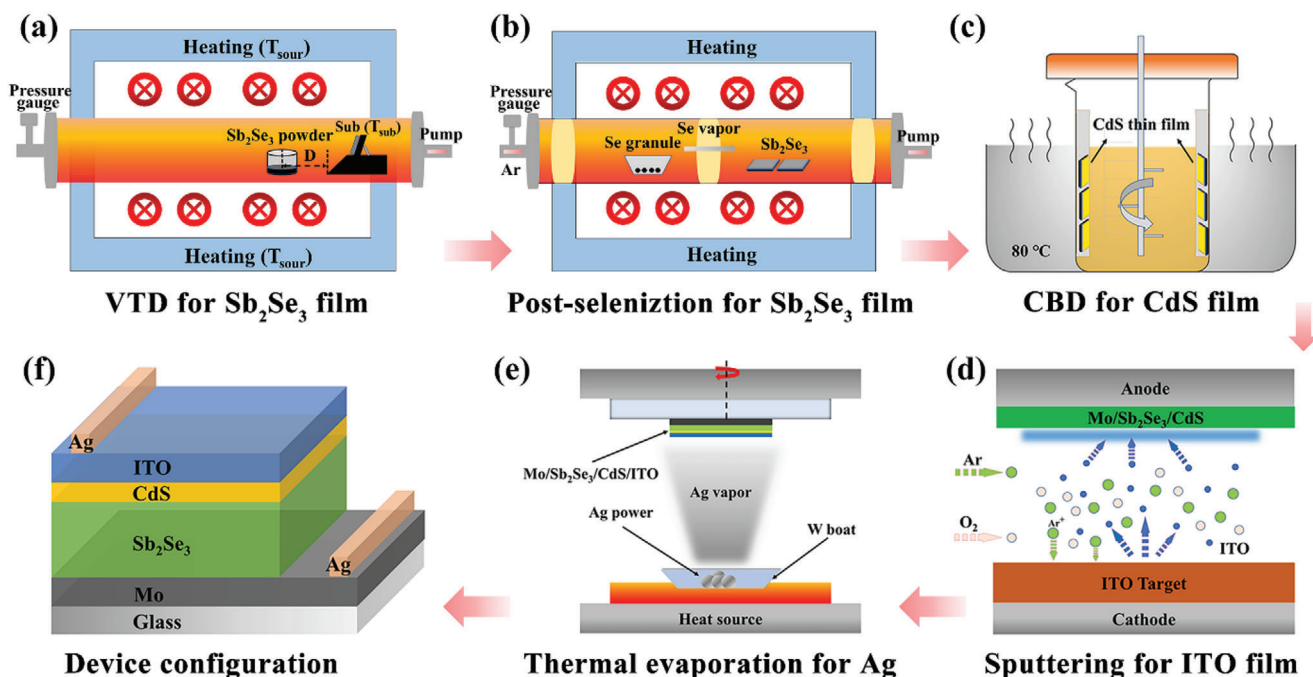 (a)
Heating (Tsour)
Pressure
gauge
Sb2Se3 powder
D
Sub (Tsub)
Pump
Heating (Tsour)
VTD for Sb2Se3 film
(b)
Heating
Pressure
gauge
Ar
Se granule
Se vapor
Sb2Se3
Pump
Heating
Post-seleniztion for Sb2Se3 film
(c)
CdS thin film
80 °C
CBD for CdS film
(d)
Anode
Mo/Sb2Se3/CdS
Ar
O2
Ar+
ITO
ITO Target
Cathode
Sputtering for ITO film
(e)
Mo/Sb2Se3/CdS/ITO
Ag vapor
Ag power
W boat
Heat source
Thermal evaporation for Ag
(f)
Ag
ITO
CdS
Sb2Se3
Ag
Mo
Glass
Device configuration